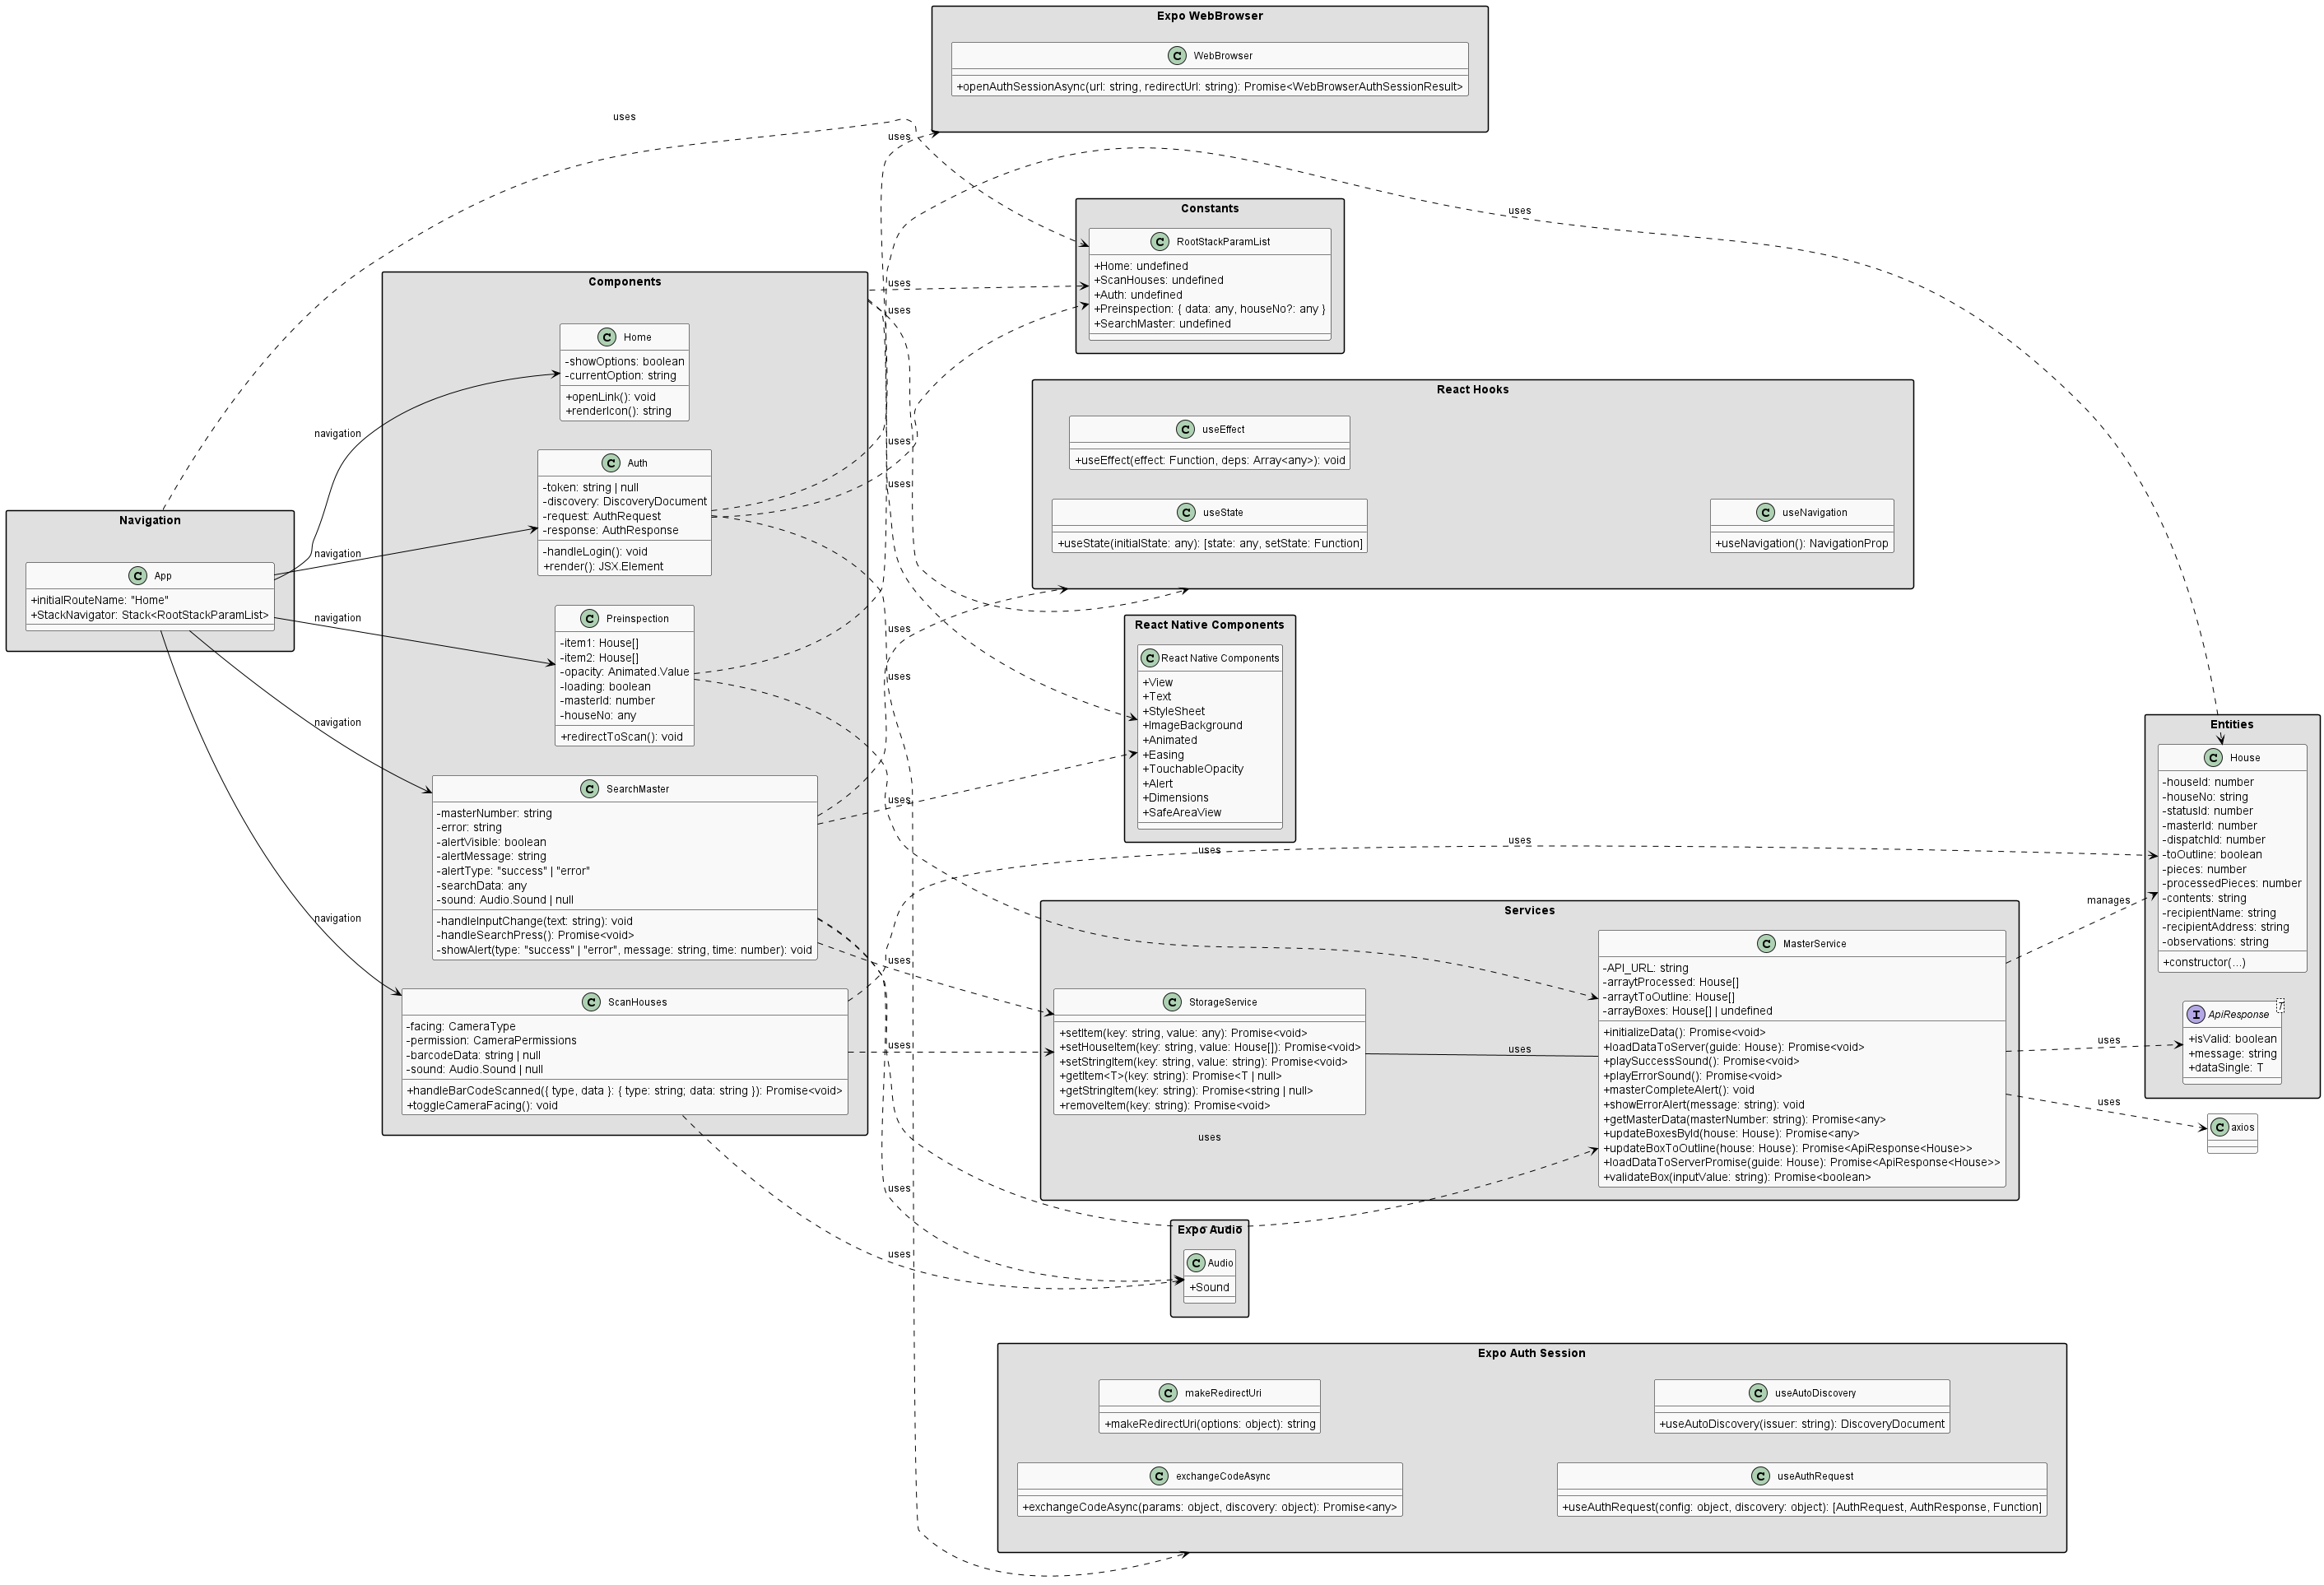 Expo WebBrowser
C WebBrowser
+openAuthSessionAsync(url: string, redirectUrl: string): Promise<WebBrowserAuthSessionResult>
uses
uses
uses
Constants
C RootStackParamList
+Home: undefined
+ScanHouses: undefined
+Auth: undefined
+Preinspection: { data: any, houseNo?: any }
+SearchMaster: undefined
Components
C Home
-showOptions: boolean
-currentOption: string
+openLink(): void
+renderIcon(): string
uses
uses
navigation
uses
uses
C Auth
-token: string | null
-discovery: DiscoveryDocument
-request: AuthRequest
-response: AuthResponse
-handleLogin(): void
+render(): JSX.Element
React Hooks
C useEffect
+useEffect(effect: Function, deps: Array<any>): void
C useState
+useState(initialState: any): [state: any, setState: Function]
C useNavigation
+useNavigation(): NavigationProp
Navigation
C App
+initialRouteName: "Home"
+StackNavigator: Stack<RootStackParamList>
navigation
navigation
C Preinspection
-item1: House[]
-item2: House[]
-opacity: Animated.Value
-loading: boolean
-masterId: number
-houseNo: any
+redirectToScan(): void
uses
uses
React Native Components
C React Native Components
+View
+Text
+StyleSheet
+ImageBackground
+Animated
+Easing
+TouchableOpacity
+Alert
+Dimensions
+SafeAreaView
navigation
C SearchMaster
-masterNumber: string
-error: string
-alertVisible: boolean
-alertMessage: string
-alertType: "success" | "error"
-searchData: any
-sound: Audio.Sound | null
-handleInputChange(text: string): void
-handleSearchPress(): Promise<void>
-showAlert(type: "success" | "error", message: string, time: number): void
uses
uses
uses
Entities
C House
-houseId: number
-houseNo: string
-statusId: number
-masterId: number
-dispatchId: number
-toOutline: boolean
-pieces: number
-processedPieces: number
-contents: string
-recipientName: string
-recipientAddress: string
-observations: string
+constructor(...)
manages
navigation
uses
C ScanHouses
-facing: CameraType
-permission: CameraPermissions
-barcodeData: string | null
-sound: Audio.Sound | null
+handleBarCodeScanned({ type, data }: { type: string; data: string }): Promise<void>
+toggleCameraFacing(): void
uses
Services
C StorageService
+setItem(key: string, value: any): Promise<void>
+setHouseItem(key: string, value: House[]): Promise<void>
+setStringItem(key: string, value: string): Promise<void>
+getItem<T>(key: string): Promise<T | null>
+getStringItem(key: string): Promise<string | null>
+removeItem(key: string): Promise<void>
uses
uses
C MasterService
-API_URL: string
-arraytProcessed: House[]
-arraytToOutline: House[]
-arrayBoxes: House[] | undefined
+initializeData(): Promise<void>
+loadDataToServer(guide: House): Promise<void>
+playSuccessSound(): Promise<void>
+playErrorSound(): Promise<void>
+masterCompleteAlert(): void
+showErrorAlert(message: string): void
+getMasterData(masterNumber: string): Promise<any>
+updateBoxesById(house: House): Promise<any>
+updateBoxToOutline(house: House): Promise<ApiResponse<House>>
+loadDataToServerPromise(guide: House): Promise<ApiResponse<House>>
+validateBox(inputValue: string): Promise<boolean>
uses
I ApiResponse T
+isValid: boolean
+message: string
+dataSingle: T
uses
C axios
uses
uses
Expo Audio
C Audio
+Sound
Expo Auth Session
C makeRedirectUri
+makeRedirectUri(options: object): string
C useAutoDiscovery
+useAutoDiscovery(issuer: string): DiscoveryDocument
C exchangeCodeAsync
+exchangeCodeAsync(params: object, discovery: object): Promise<any>
C useAuthRequest
+useAuthRequest(config: object, discovery: object): [AuthRequest, AuthResponse, Function]